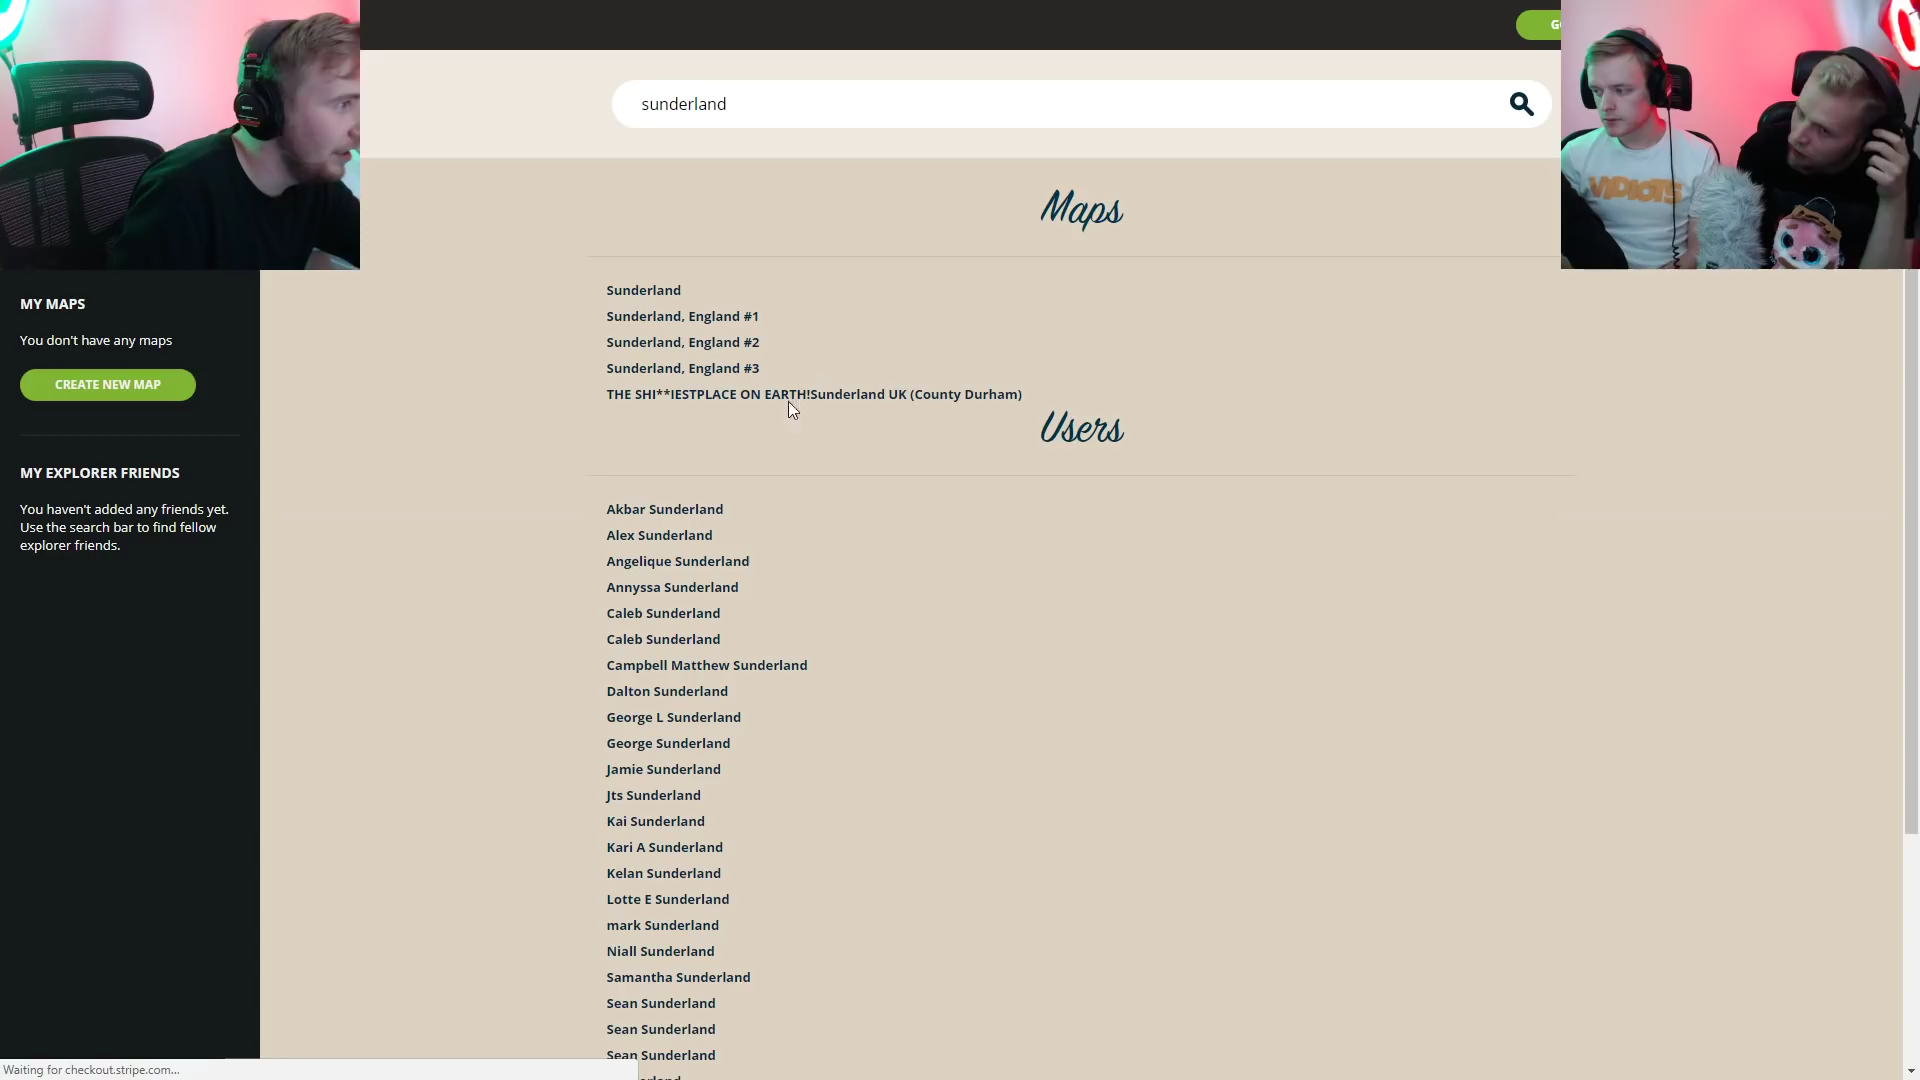 GO
sunderland
VIDIOTS
Maps
Sunderland
Sunderland, England #1
Sunderland, England #2
Sunderland, England #3
THE SHI**IESTPLACE ON EARTH!Sunderland UK (County Durham)
MY MAPS
You don't have any maps
CREATE NEW MAP
MY EXPLORER FRIENDS
You haven't added any friends yet.
Use the search bar to find fellow
explorer friends.
Users
Akbar Sunderland
Alex Sunderland
Angelique Sunderland
Annyssa Sunderland
Caleb Sunderland
Caleb Sunderland
Campbell Matthew Sunderland
Dalton Sunderland
George L Sunderland
George Sunderland
Jamie Sunderland
Jts Sunderland
Kai Sunderland
Kari A Sunderland
Kelan Sunderland
Lotte E Sunderland
mark Sunderland
Niall Sunderland
Samantha Sunderland
Sean Sunderland
Sean Sunderland
Sean Sunderland
Waiting for checkout.stripe.com...